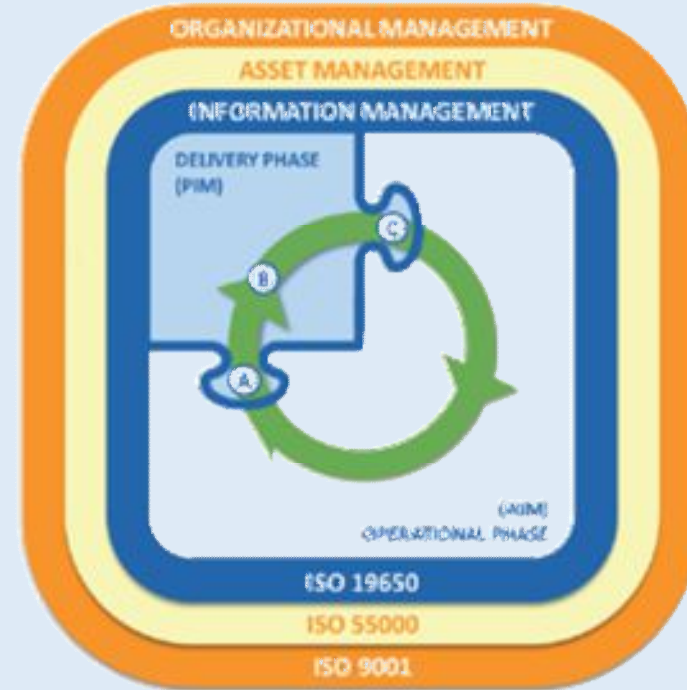 ORGANIZATIONAL MANAGEMENT
ASSET MANAGEMENT
INFORMATION MANAGEMENT
DELIVERY PHASE
(PIM)
C
B
A
(AIM)
OPERATIONAL PHASE
ISO 19650
ISO 55000
ISO 9001